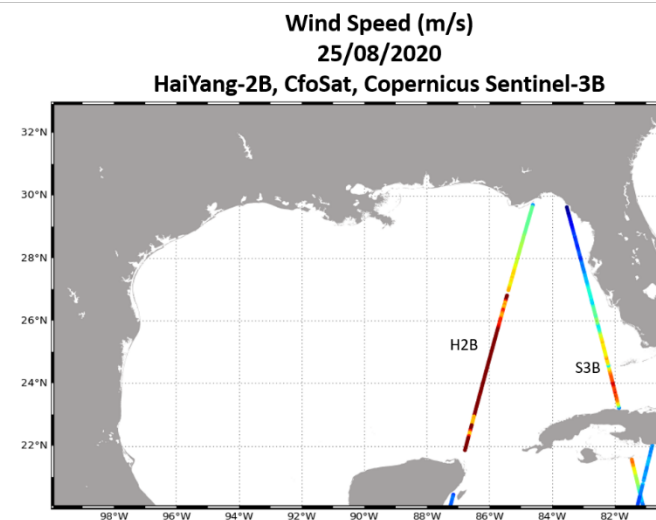 Wind Speed (m/s)
25/08/2020
HaiYang-2B, CfoSat, Copernicus Sentinel-3B
32°N
30°N
28°N
26°N
H2B
S3B
24°N
22°N
98°W 96°W 94°W 92°W 90°W 88°W 86°W 84°W 82°W